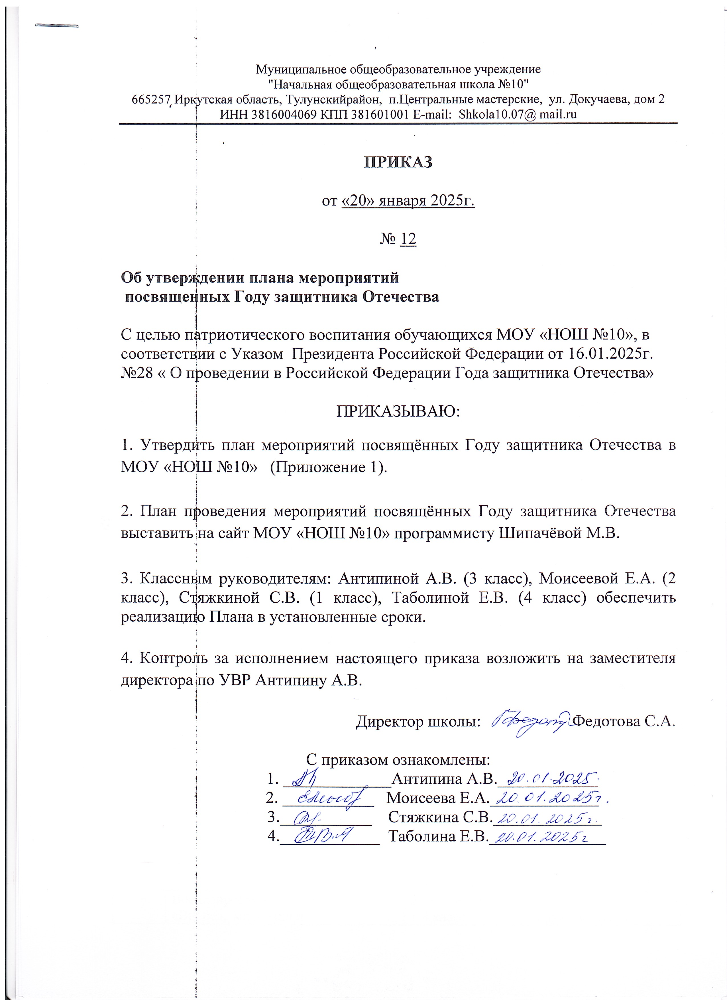 Муниципальное общеобразовательное учреждение
"Начальная общеобразовательная школа №10"
665257, Иркутская область, Тулунскийрайон, п.Центральные мастерские, ул. Докучаева, дом 2
ИНН 3816004069 КПП 381601001 E-mail: Shkola10.07@ mail.ru
ПРИКАЗ
от «20» января 2025г.
№ 12
Об утверждении плана мероприятий
посвященных Году защитника Отечества
С целью патриотического воспитания обучающихся МОУ «НОШ №10», в
соответствии с Указом Президента Российской Федерации от 16.01.2025г.
№28 « О проведении в Российской Федерации Года защитника Отечества»
ПРИКАЗЫВАЮ:
1. Утвердить план мероприятий посвящённых Году защитника Отечества в
МОУ «НОШ №10» (Приложение 1).
2. План проведения мероприятий посвящённых Году защитника Отечества
выставить на сайт МОУ «НОШ №10» программисту Шипачёвой М.В.
3. Классным руководителям: Антипиной А.В. (3 класс), Моисеевой Е.А. (2
класс), Стяжкиной С.В. (1 класс), Таболиной Е.В. (4 класс) обеспечить
реализацию Плана в установленные сроки.
4. Контроль за исполнением настоящего приказа возложить на заместителя
директора по УВР Антипину А.В.
Директор школы: Федотова С.А.
С приказом ознакомлены:
1. Антипина А.В. 20.01.2025
2. Моисеева Е.А. 20.01.2025г.
3. Стяжкина С.В. 20.01.2025г.
4. Таболина Е.В. 20.01.2025г